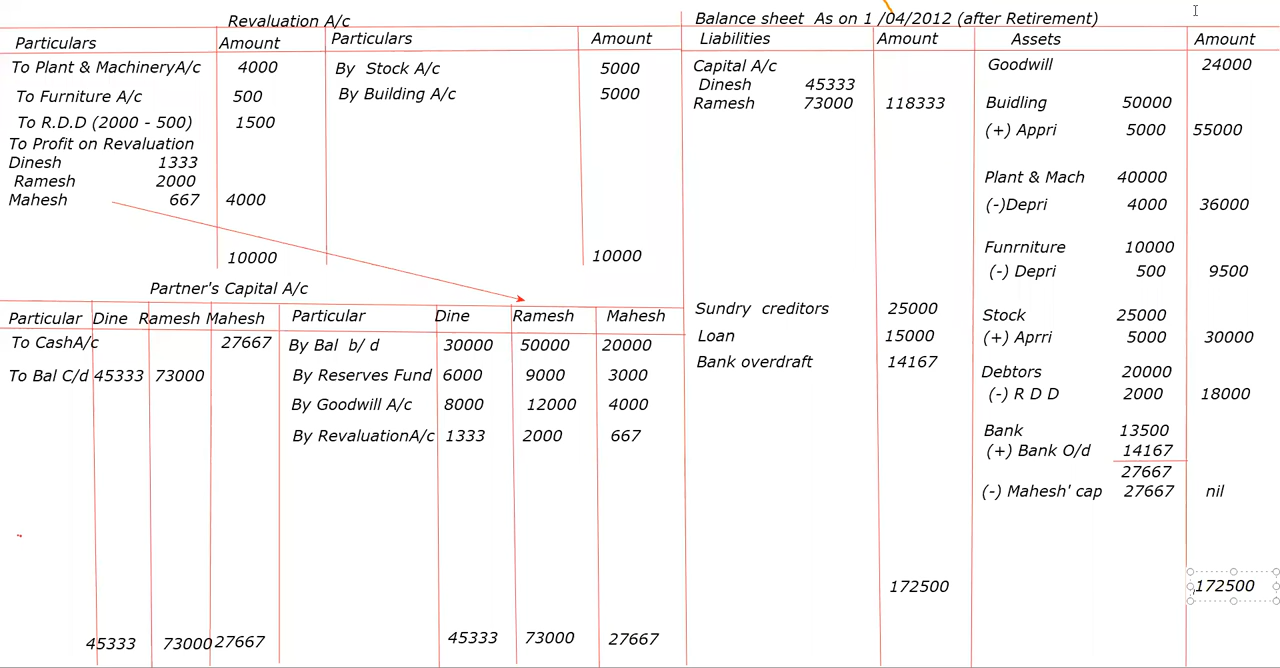 Revaluation A/c
Particulars Amount Particulars Amount
To Plant & MachineryA/c 4000 By Stock A/c 5000
To Furniture A/c 500 By Building A/c 5000
To R.D.D (2000 - 500) 1500
To Profit on Revaluation
Dinesh 1333
Ramesh 2000
Mahesh 667 4000
10000 10000
Partner's Capital A/c
Particular Dine Ramesh Mahesh Particular Dine Ramesh Mahesh
To CashA/c 27667 By Bal b/ d 30000 50000 20000
To Bal C/d 45333 73000 By Reserves Fund 6000 9000 3000
By Goodwill A/c 8000 12000 4000
By RevaluationA/c 1333 2000 667
45333 73000 27667 45333 73000 27667
Balance sheet As on 1 /04/2012 (after Retirement)
Liabilities Amount Assets Amount
Capital A/c Goodwill 24000
Dinesh 45333
Ramesh 73000 118333 Buidling 50000
(+) Appri 5000 55000
Plant & Mach 40000
(-)Depri 4000 36000
Funrniture 10000
(-) Depri 500 9500
Sundry creditors 25000 Stock 25000
Loan 15000 (+) Aprri 5000 30000
Bank overdraft 14167 Debtors 20000
(-) R D D 2000 18000
Bank 13500
(+) Bank O/d 14167
27667
(-) Mahesh' cap 27667 nil
172500 172500